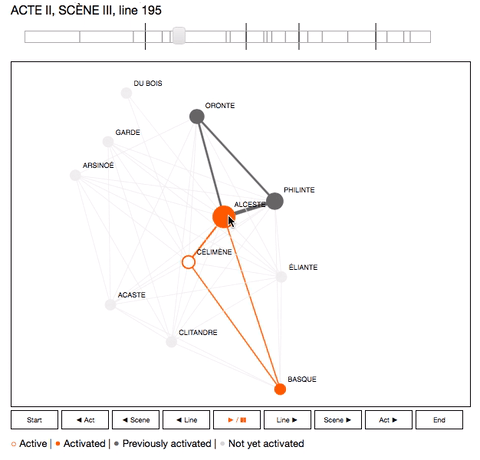 ACTE II, SCÈNE III, line 195
DU BOIS
ORONTE
GARDE
ARSINOÉ
PHILINTE
ALCESTE
CÉLIMÈNE
ÉLIANTE
ACASTE
CLITANDRE
BASQUE
Start ◄ Act ◄ Scene ◄ Line ►/▮▮ Line ► Scene ► Act ► End
○ Active | ● Activated | ● Previously activated | ● Not yet activated